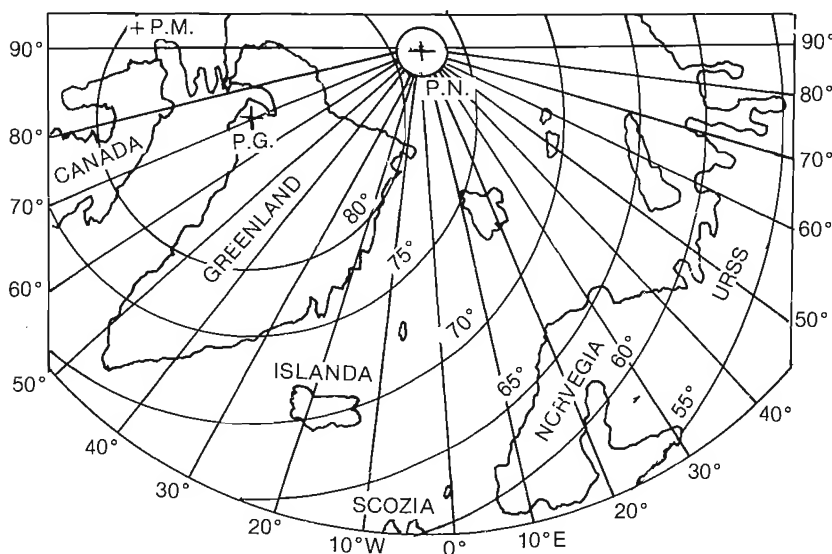 + P.M.
90°
90°
P.N.
80°
80°
P.G.
CANADA
70°
70°
60°
60°
GREENLAND
80°
75°
70°
65°
60°
55°
URSS
50°
50°
ISLANDA
NORVEGIA
40°
40°
30°
30°
SCOZIA
20°
20°
10°W
0°
10°E